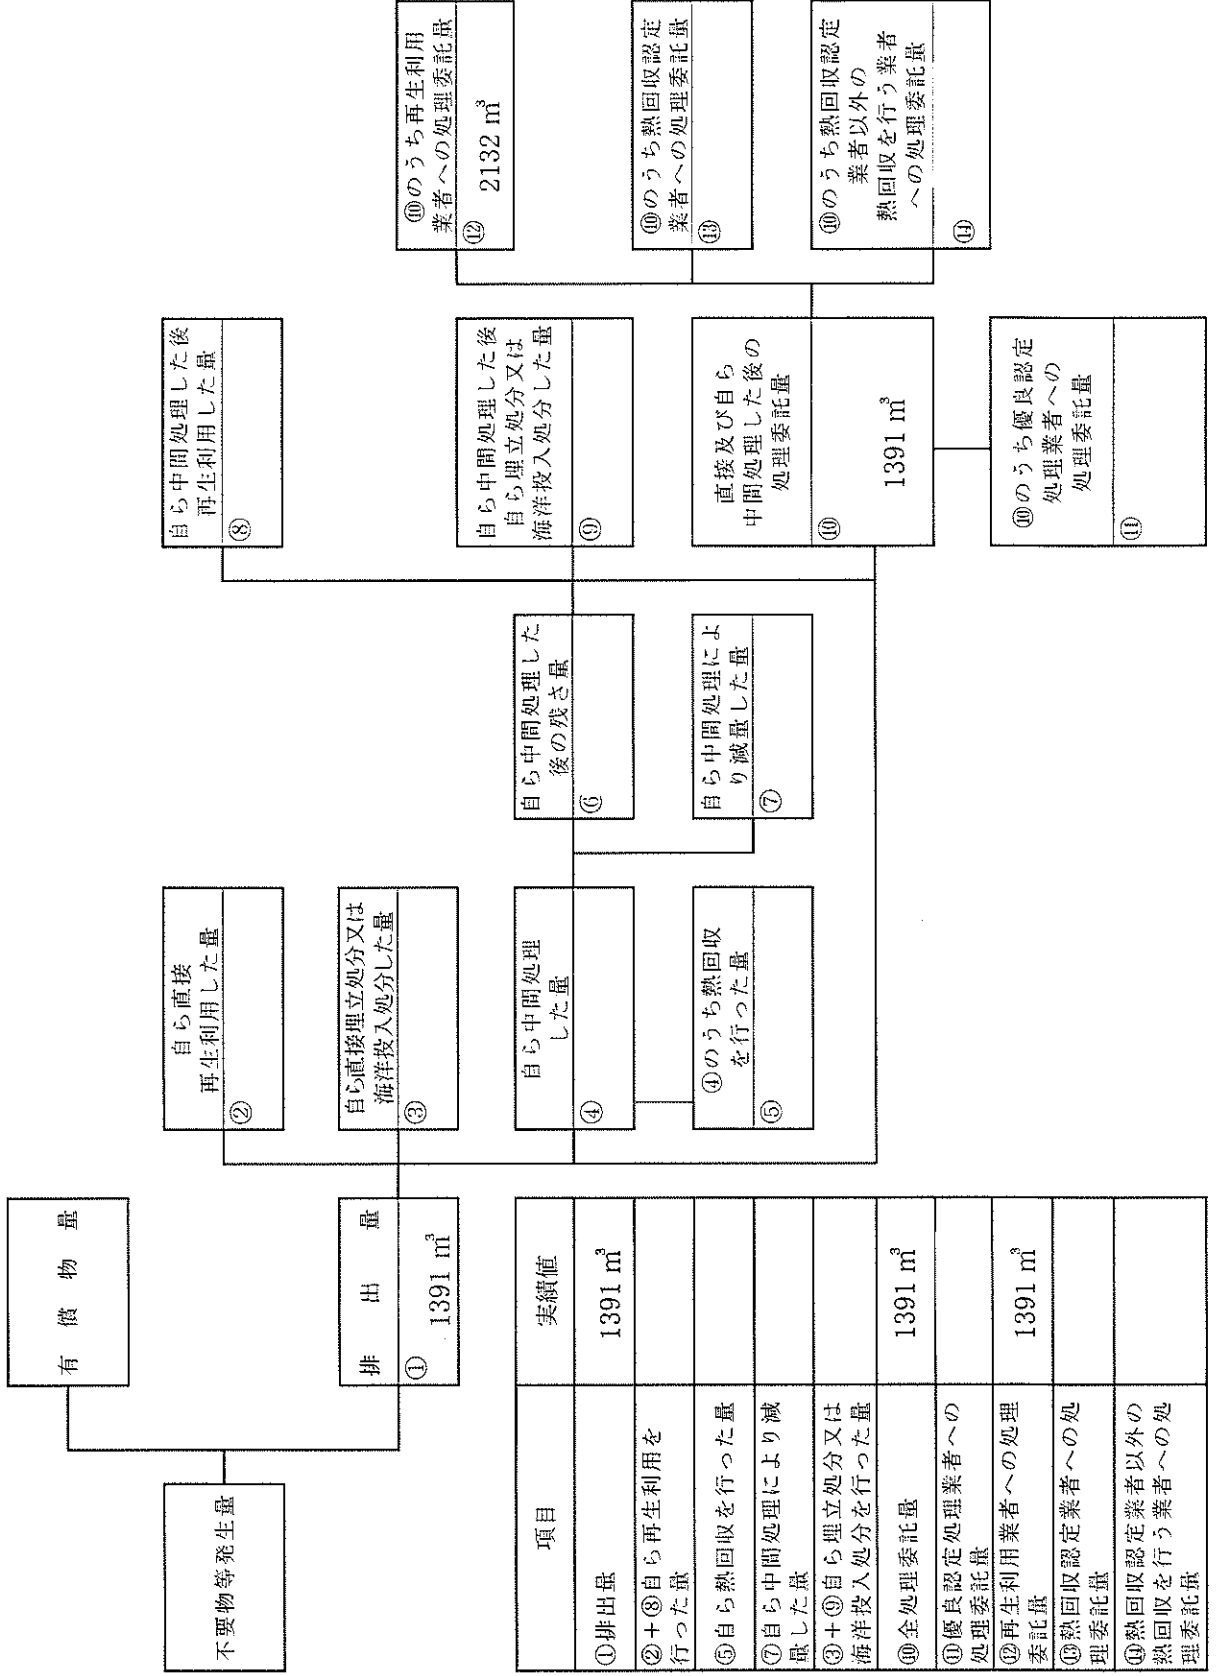 不要物等発生量
有償物量
排出量
①
1391 m³
自ら直接
再生利用した量
②
自ら直接埋立処分又は
海洋投入処分した量
③
自ら中間処理
した量
④
④のうち熱回収
を行った量
⑤
自ら中間処理した
後の残さ量
⑥
自ら中間処理によ
り減量した量
⑦
自ら中間処理した後
再生利用した量
⑧
自ら中間処理した後
自ら埋立処分又は
海洋投入処分した量
⑨
直接及び自ら
中間処理した後の
処理委託量
⑩
1391 m³
⑩のうち優良認定
処理業者への
処理委託量
⑪
⑩のうち再生利用
業者への処理委託量
⑫
2132 m³
⑩のうち熱回収認定
業者への処理委託量
⑬
⑩のうち熱回収認定
業者以外の
熱回収を行う業者
への処理委託量
⑭
項目
実績値
①排出量
1391 m³
②+⑧自ら再生利用を
行った量
⑤自ら熱回収を行った量
⑦自ら中間処理により減
量した量
③+⑨自ら埋立処分又は
海洋投入処分を行った量
⑩全処理委託量
1391 m³
⑪優良認定処理業者への
処理委託量
⑫再生利用業者への処理
委託量
1391 m³
⑬熱回収認定業者への処
理委託量
⑭熱回収認定業者以外の
熱回収を行う業者への処
理委託量